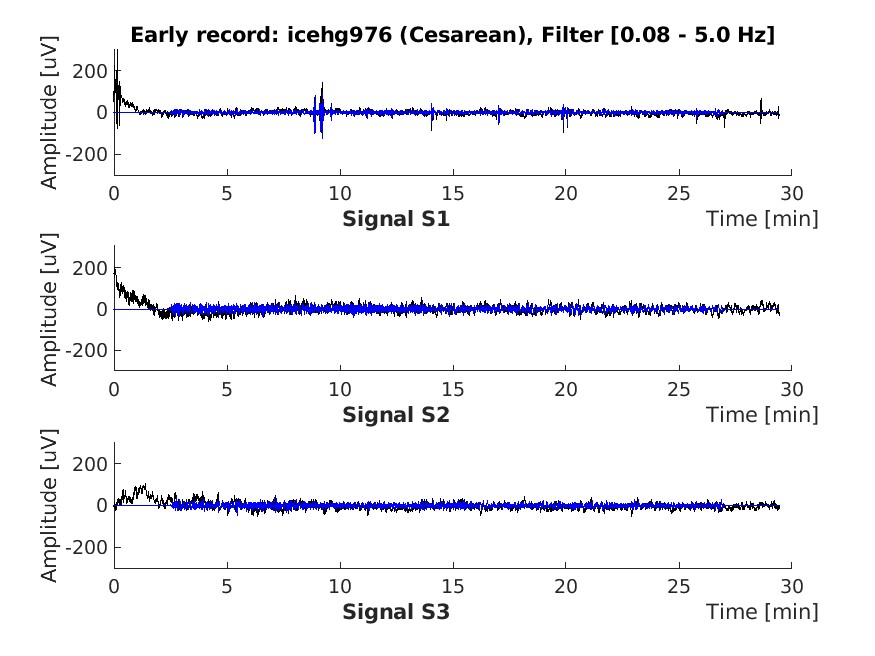 Early record: icehg976 (Cesarean), Filter [0.08 - 5.0 Hz]
Amplitude [uV]
200
0
-200
0 5 10 15 20 25 30
Signal S1 Time [min]
Amplitude [uV]
200
0
-200
0 5 10 15 20 25 30
Signal S2 Time [min]
Amplitude [uV]
200
0
-200
0 5 10 15 20 25 30
Signal S3 Time [min]